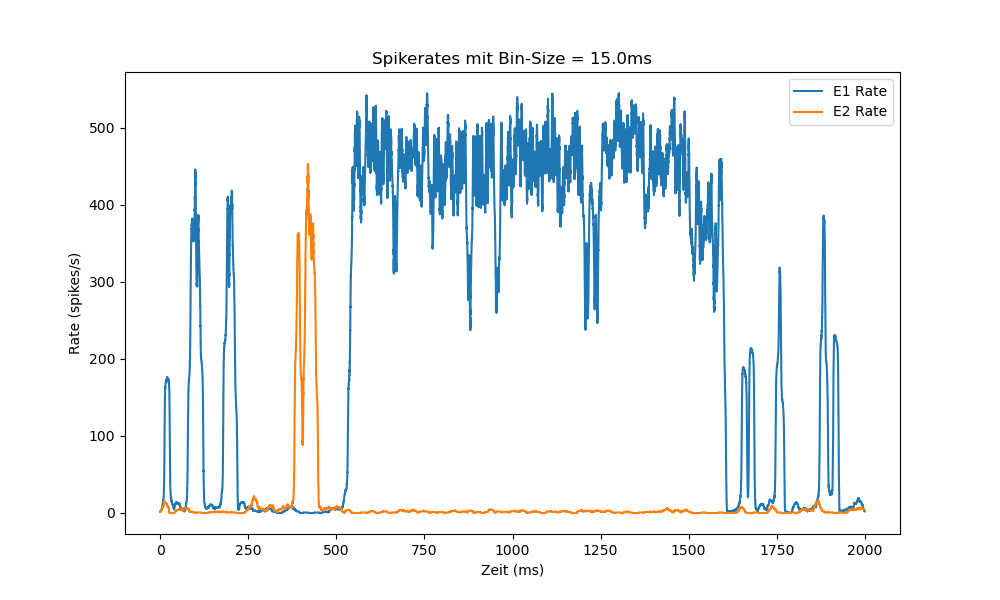 Spikerates mit Bin-Size = 15.0ms
E1 Rate
E2 Rate
Rate (spikes/s)
500
400
300
200
100
0
0 250 500 750 1000 1250 1500 1750 2000
Zeit (ms)